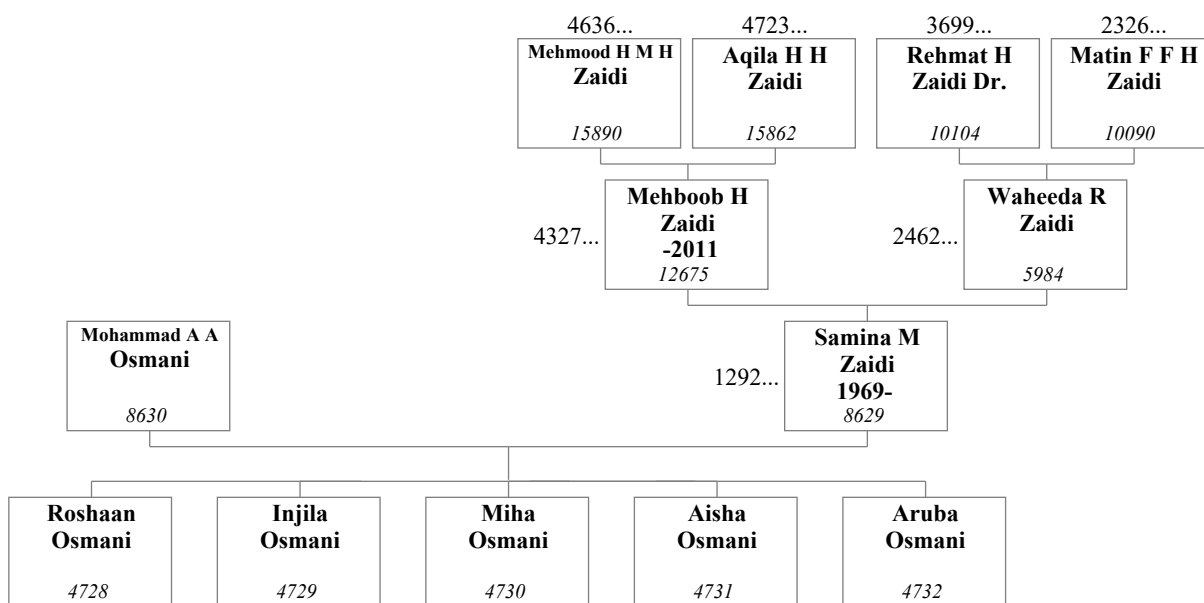 4636... 4723... 3699... 2326...
Mehmood H M H
Zaidi
15890
Aqila H H
Zaidi
15862
Rehmat H
Zaidi Dr.
10104
Matin F F H
Zaidi
10090
4327...
Mehboob H
Zaidi
-2011
12675
2462...
Waheeda R
Zaidi
5984
Mohammad A A
Osmani
8630
1292...
Samina M
Zaidi
1969-
8629
Roshaan
Osmani
4728
Injila
Osmani
4729
Miha
Osmani
4730
Aisha
Osmani
4731
Aruba
Osmani
4732